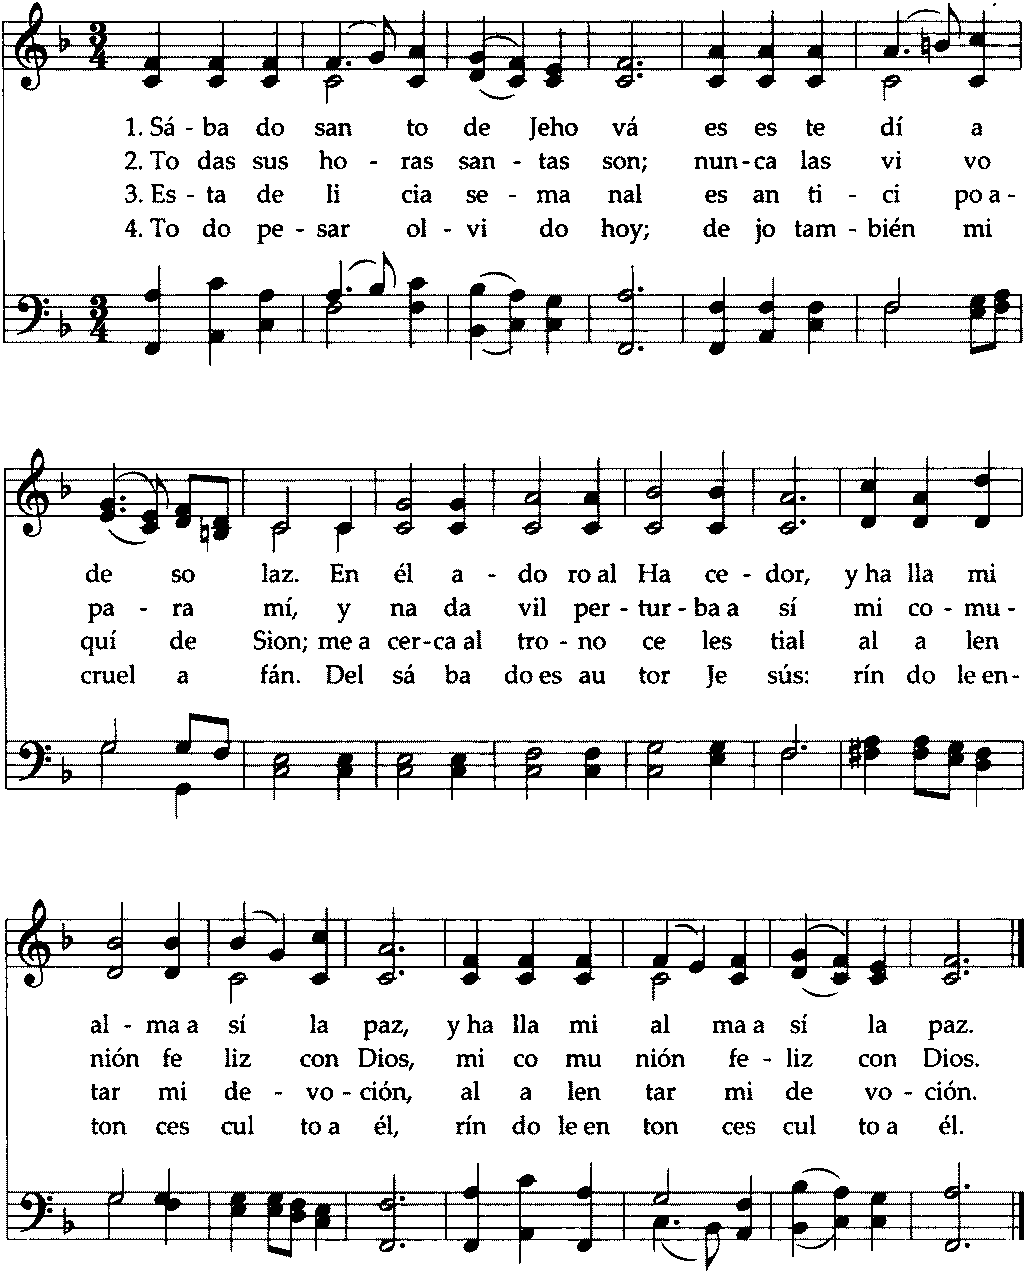 3 4
1. Sá - ba do san to de Jeho vá es es te dí a
2. To das sus ho - ras san - tas son; nun - ca las vi vo
3. Es - ta de li cia se - ma nal es an ti - ci po a -
4. To do pe - sar ol - vi do hoy; de jo tam - bién mi
3 4
de so laz. En él a - do ro al Ha ce - dor, y ha lla mi
pa - ra mí, y na da vil per - tur - ba a sí mi co - mu -
quí de Sion; me a cer - ca al tro - no ce les tial al a len
cruel a fán. Del sá ba do es au tor Je sús: rín do le en -
al - ma a sí la paz, y ha lla mi al ma a sí la paz.
nión fe liz con Dios, mi co mu nión fe - liz con Dios.
tar mi de - vo - ción, al a len tar mi de vo - ción.
ton ces cul to a él, rín do le en ton ces cul to a él.